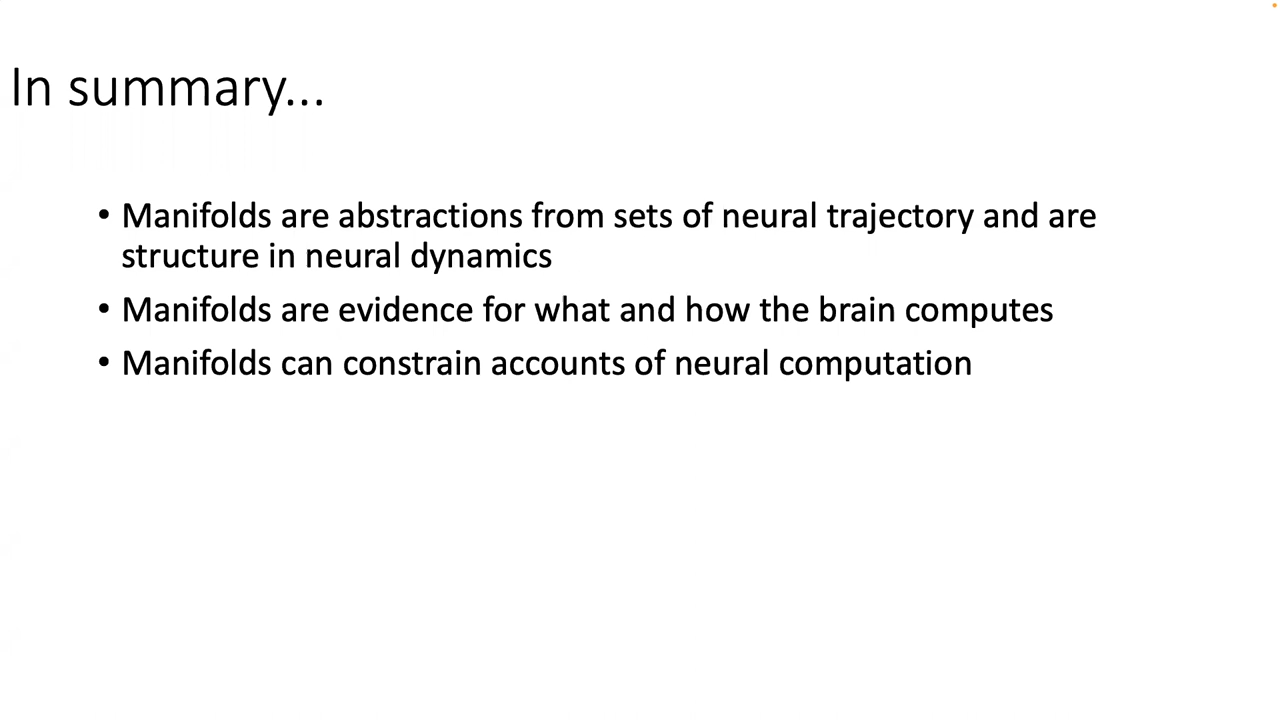 In summary...
• Manifolds are abstractions from sets of neural trajectory and are
structure in neural dynamics
• Manifolds are evidence for what and how the brain computes
• Manifolds can constrain accounts of neural computation